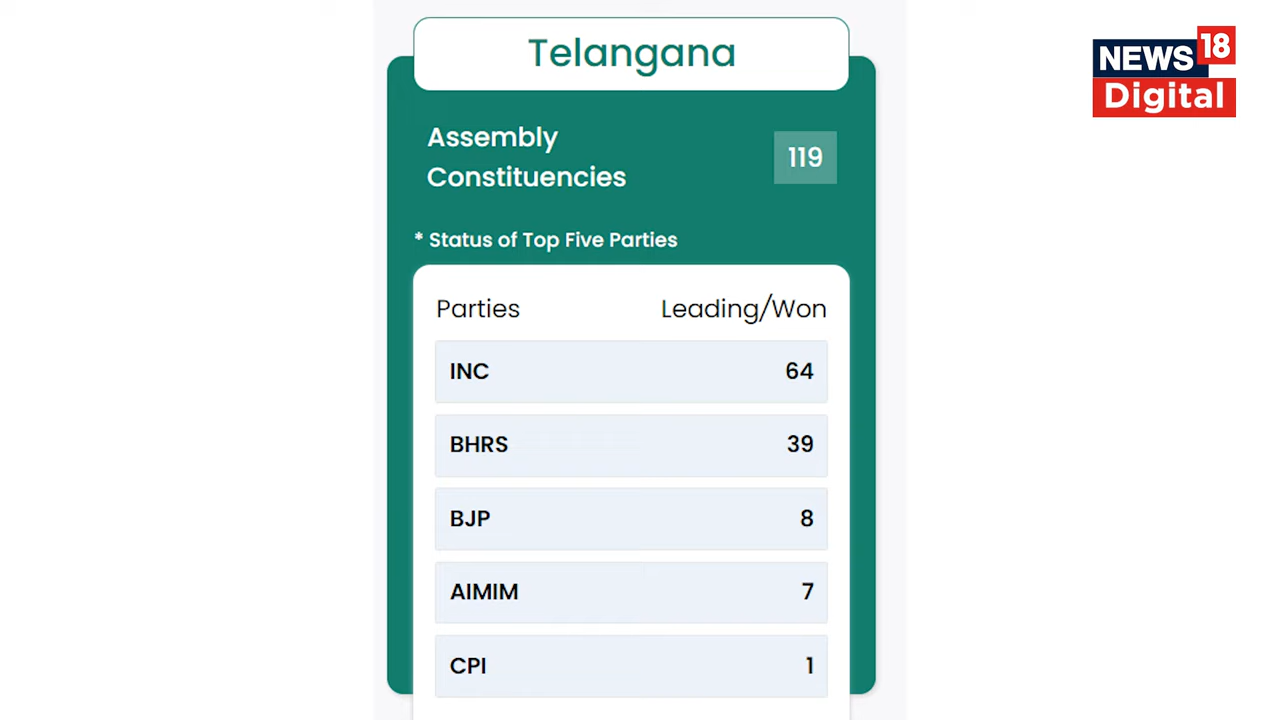 Telangana
NEWS 18
Digital
Assembly
Constituencies
119
* Status of Top Five Parties
Parties Leading/Won
INC 64
BHRS 39
BJP 8
AIMIM 7
CPI 1